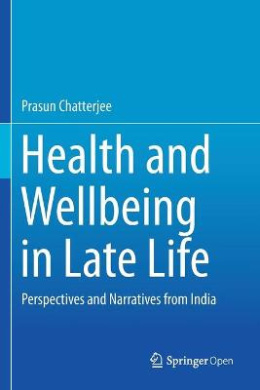 Prasun Chatterjee
Health and
Wellbeing
in Late Life
Perspectives and Narratives from India
Springer Open